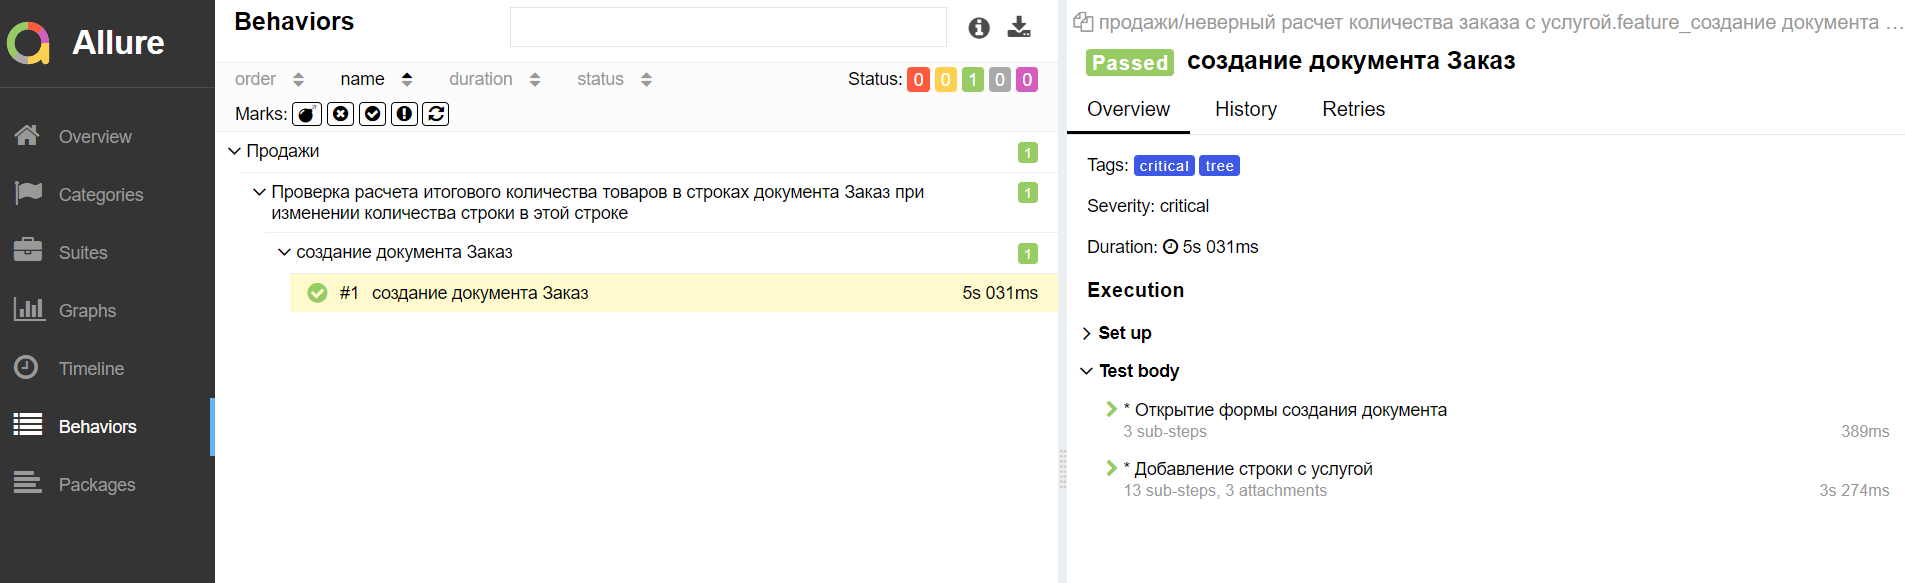 Allure
Overview
Categories
Suites
Graphs
Timeline
Behaviors
Packages
Behaviors
order name duration status Status: 0 0 1 0 0
Marks:
Продажи 1
Проверка расчета итогового количества товаров в строках документа Заказ при 1
изменении количества строки в этой строке
создание документа Заказ 1
#1 создание документа Заказ 5s 031ms
продажи/неверный расчет количества заказа с услугой.feature_создание документа ...
Passed создание документа Заказ
Overview History Retries
Tags: critical tree
Severity: critical
Duration: 5s 031ms
Execution
Set up
Test body
* Открытие формы создания документа
3 sub-steps 389ms
* Добавление строки с услугой
13 sub-steps, 3 attachments 3s 274ms